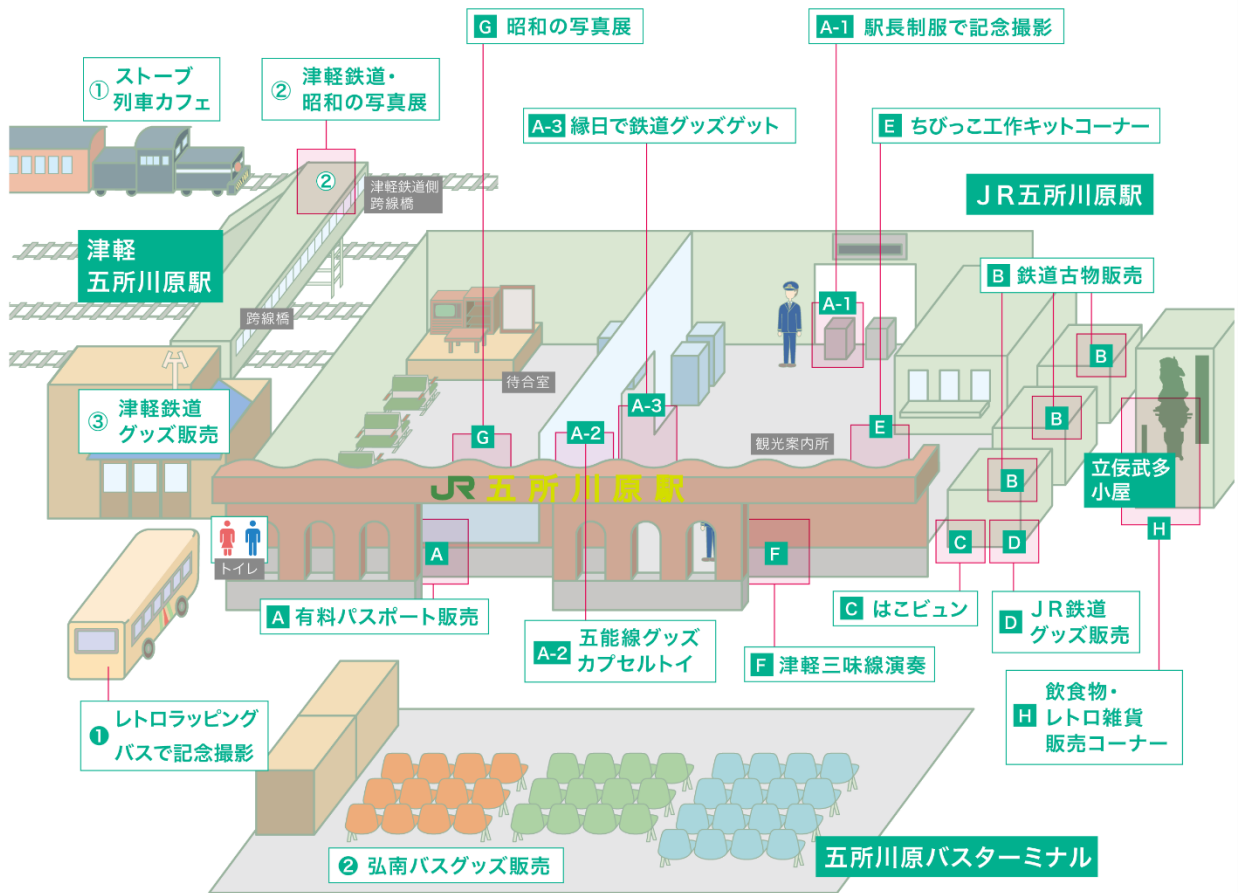 G 昭和の写真展
A-1 駅長制服で記念撮影
① ストーブ
列車カフェ
② 津軽鉄道・
昭和の写真展
A-3 縁日で鉄道グッズゲット
E ちびっこ工作キットコーナー
②
津軽鉄道側
跨線橋
JR五所川原駅
津軽
五所川原駅
B 鉄道古物販売
跨線橋
A-1
B
待合室
③ 津軽鉄道
グッズ販売
A-3
B
G
A-2
E
観光案内所
立佞武多
小屋
JR 五所川原駅
B
H
トイレ
A
F
C
D
A 有料パスポート販売
C はこビュン
D JR鉄道
グッズ販売
A-2 五能線グッズ
カプセルトイ
F 津軽三味線演奏
❶ レトロラッピング
バスで記念撮影
H 飲食物・
レトロ雑貨
販売コーナー
❷ 弘南バスグッズ販売
五所川原バスターミナル